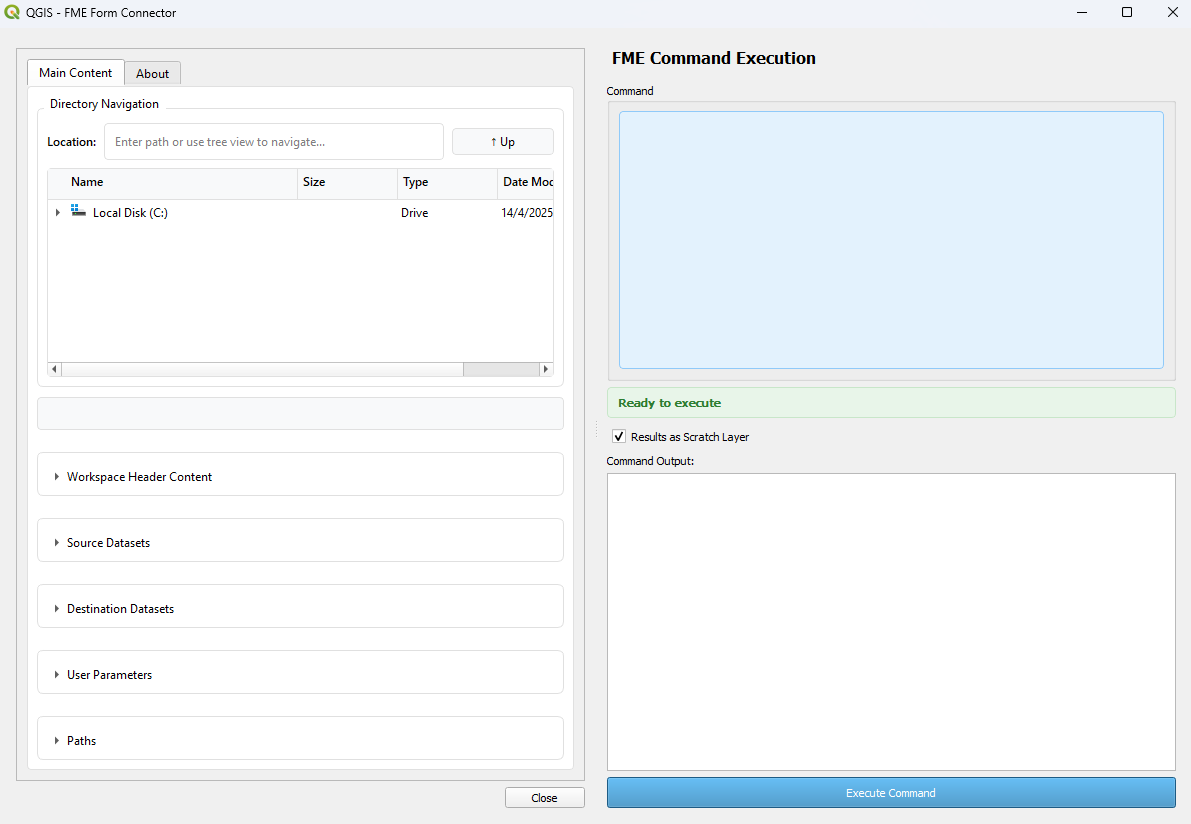 QGIS - FME Form Connector
Main Content
About
Directory Navigation
Location:
Enter path or use tree view to navigate...
↑ Up
Name
Size
Type
Date Mod
Local Disk (C:)
Drive
14/4/2025
Workspace Header Content
Source Datasets
Destination Datasets
User Parameters
Paths
Close
FME Command Execution
Command
Ready to execute
Results as Scratch Layer
Command Output:
Execute Command